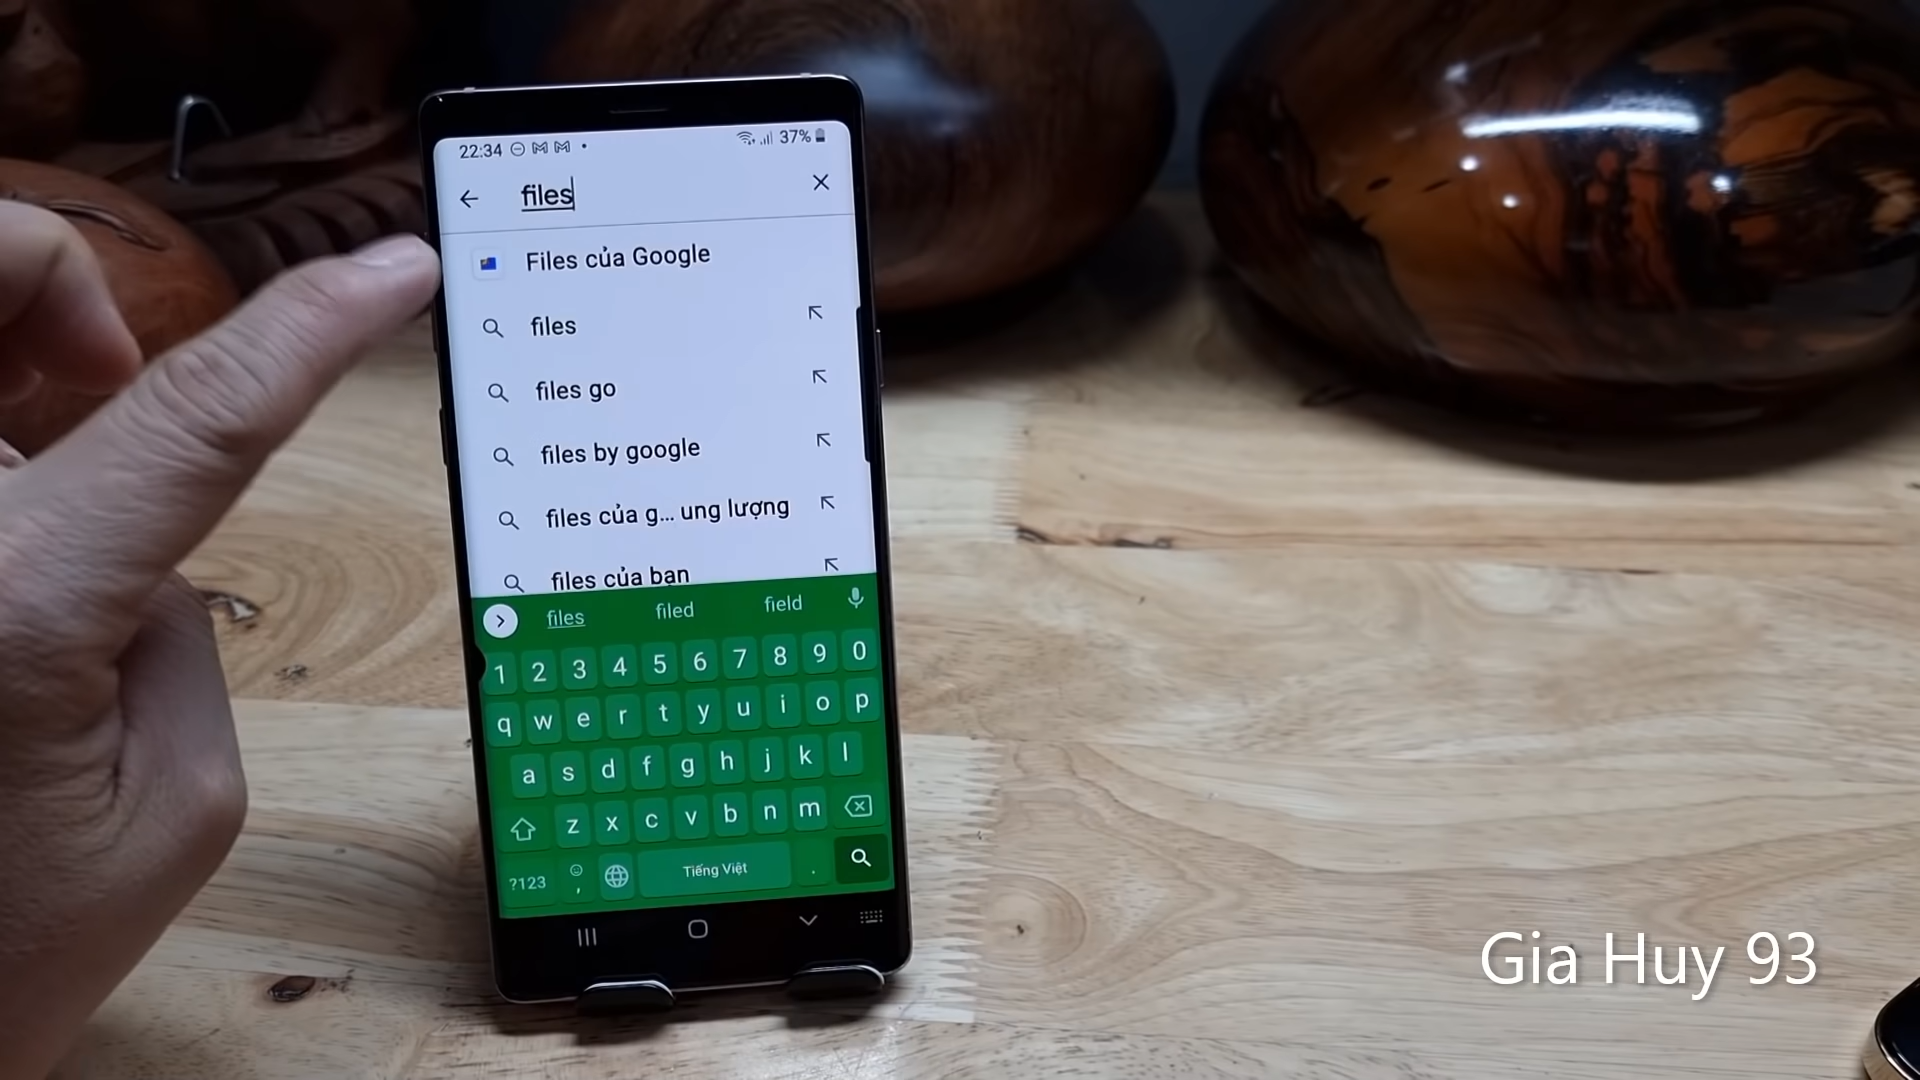 22:34 37%
files
Files của Google
files
files go
files by google
files của g... ung lượng
files của bạn
files filed field
1 2 3 4 5 6 7 8 9 0
q w e r t y u i o p
a s d f g h j k l
z x c v b n m
?123 , Tiếng Việt .
Gia Huy 93